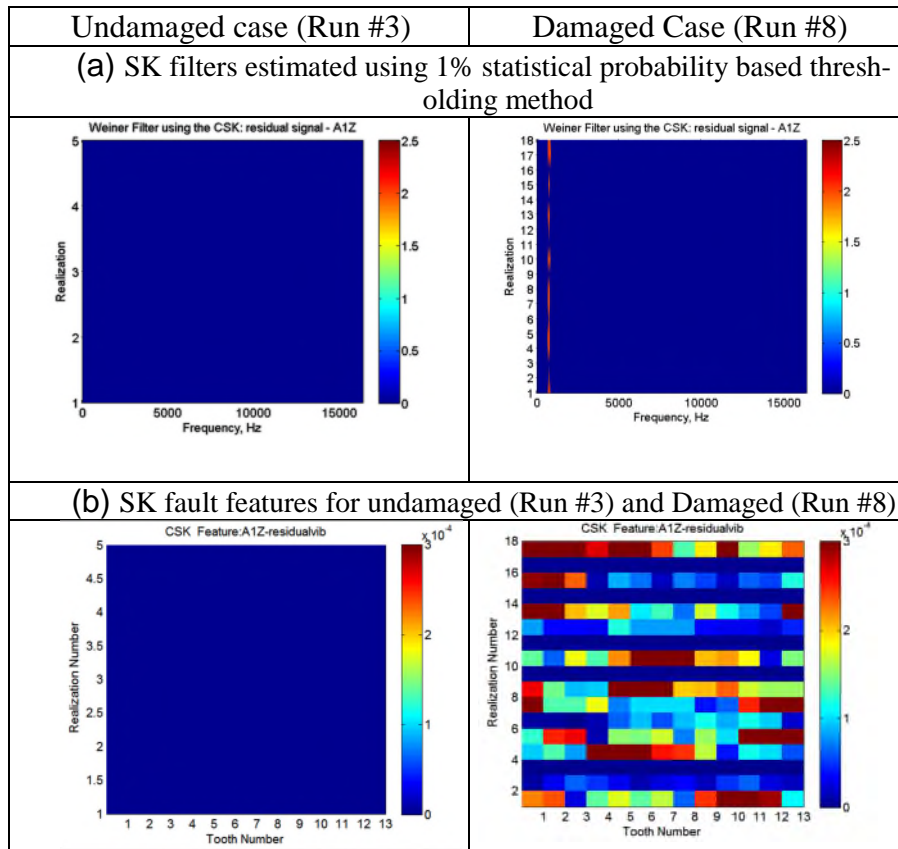 Undamaged case (Run #3)
Damaged Case (Run #8)
(a) SK filters estimated using 1% statistical probability based thresh-
olding method
Weiner Filter using the CSK: residual signal - A1Z
5
4
3
2
1
Realization
0 5000 10000 15000
Frequency, Hz
2.5
2
1.5
1
0.5
0
Weiner Filter using the CSK: residual signal - A1Z
18
17
16
15
14
13
12
11
10
9
8
7
6
5
4
3
2
1
Realization
0 5000 10000 15000
Frequency, Hz
2.5
2
1.5
1
0.5
0
(b) SK fault features for undamaged (Run #3) and Damaged (Run #8)
CSK Feature:A1Z-residualvib
x 10-4
5
4.5
4
3.5
3
2.5
2
1.5
1
Realization Number
1 2 3 4 5 6 7 8 9 10 11 12 13
Tooth Number
3
2
1
0
CSK Feature:A1Z-residualvib
18
16
14
12
10
8
6
4
2
Realization Number
1 2 3 4 5 6 7 8 9 10 11 12 13
Tooth Number
3
2
1
0